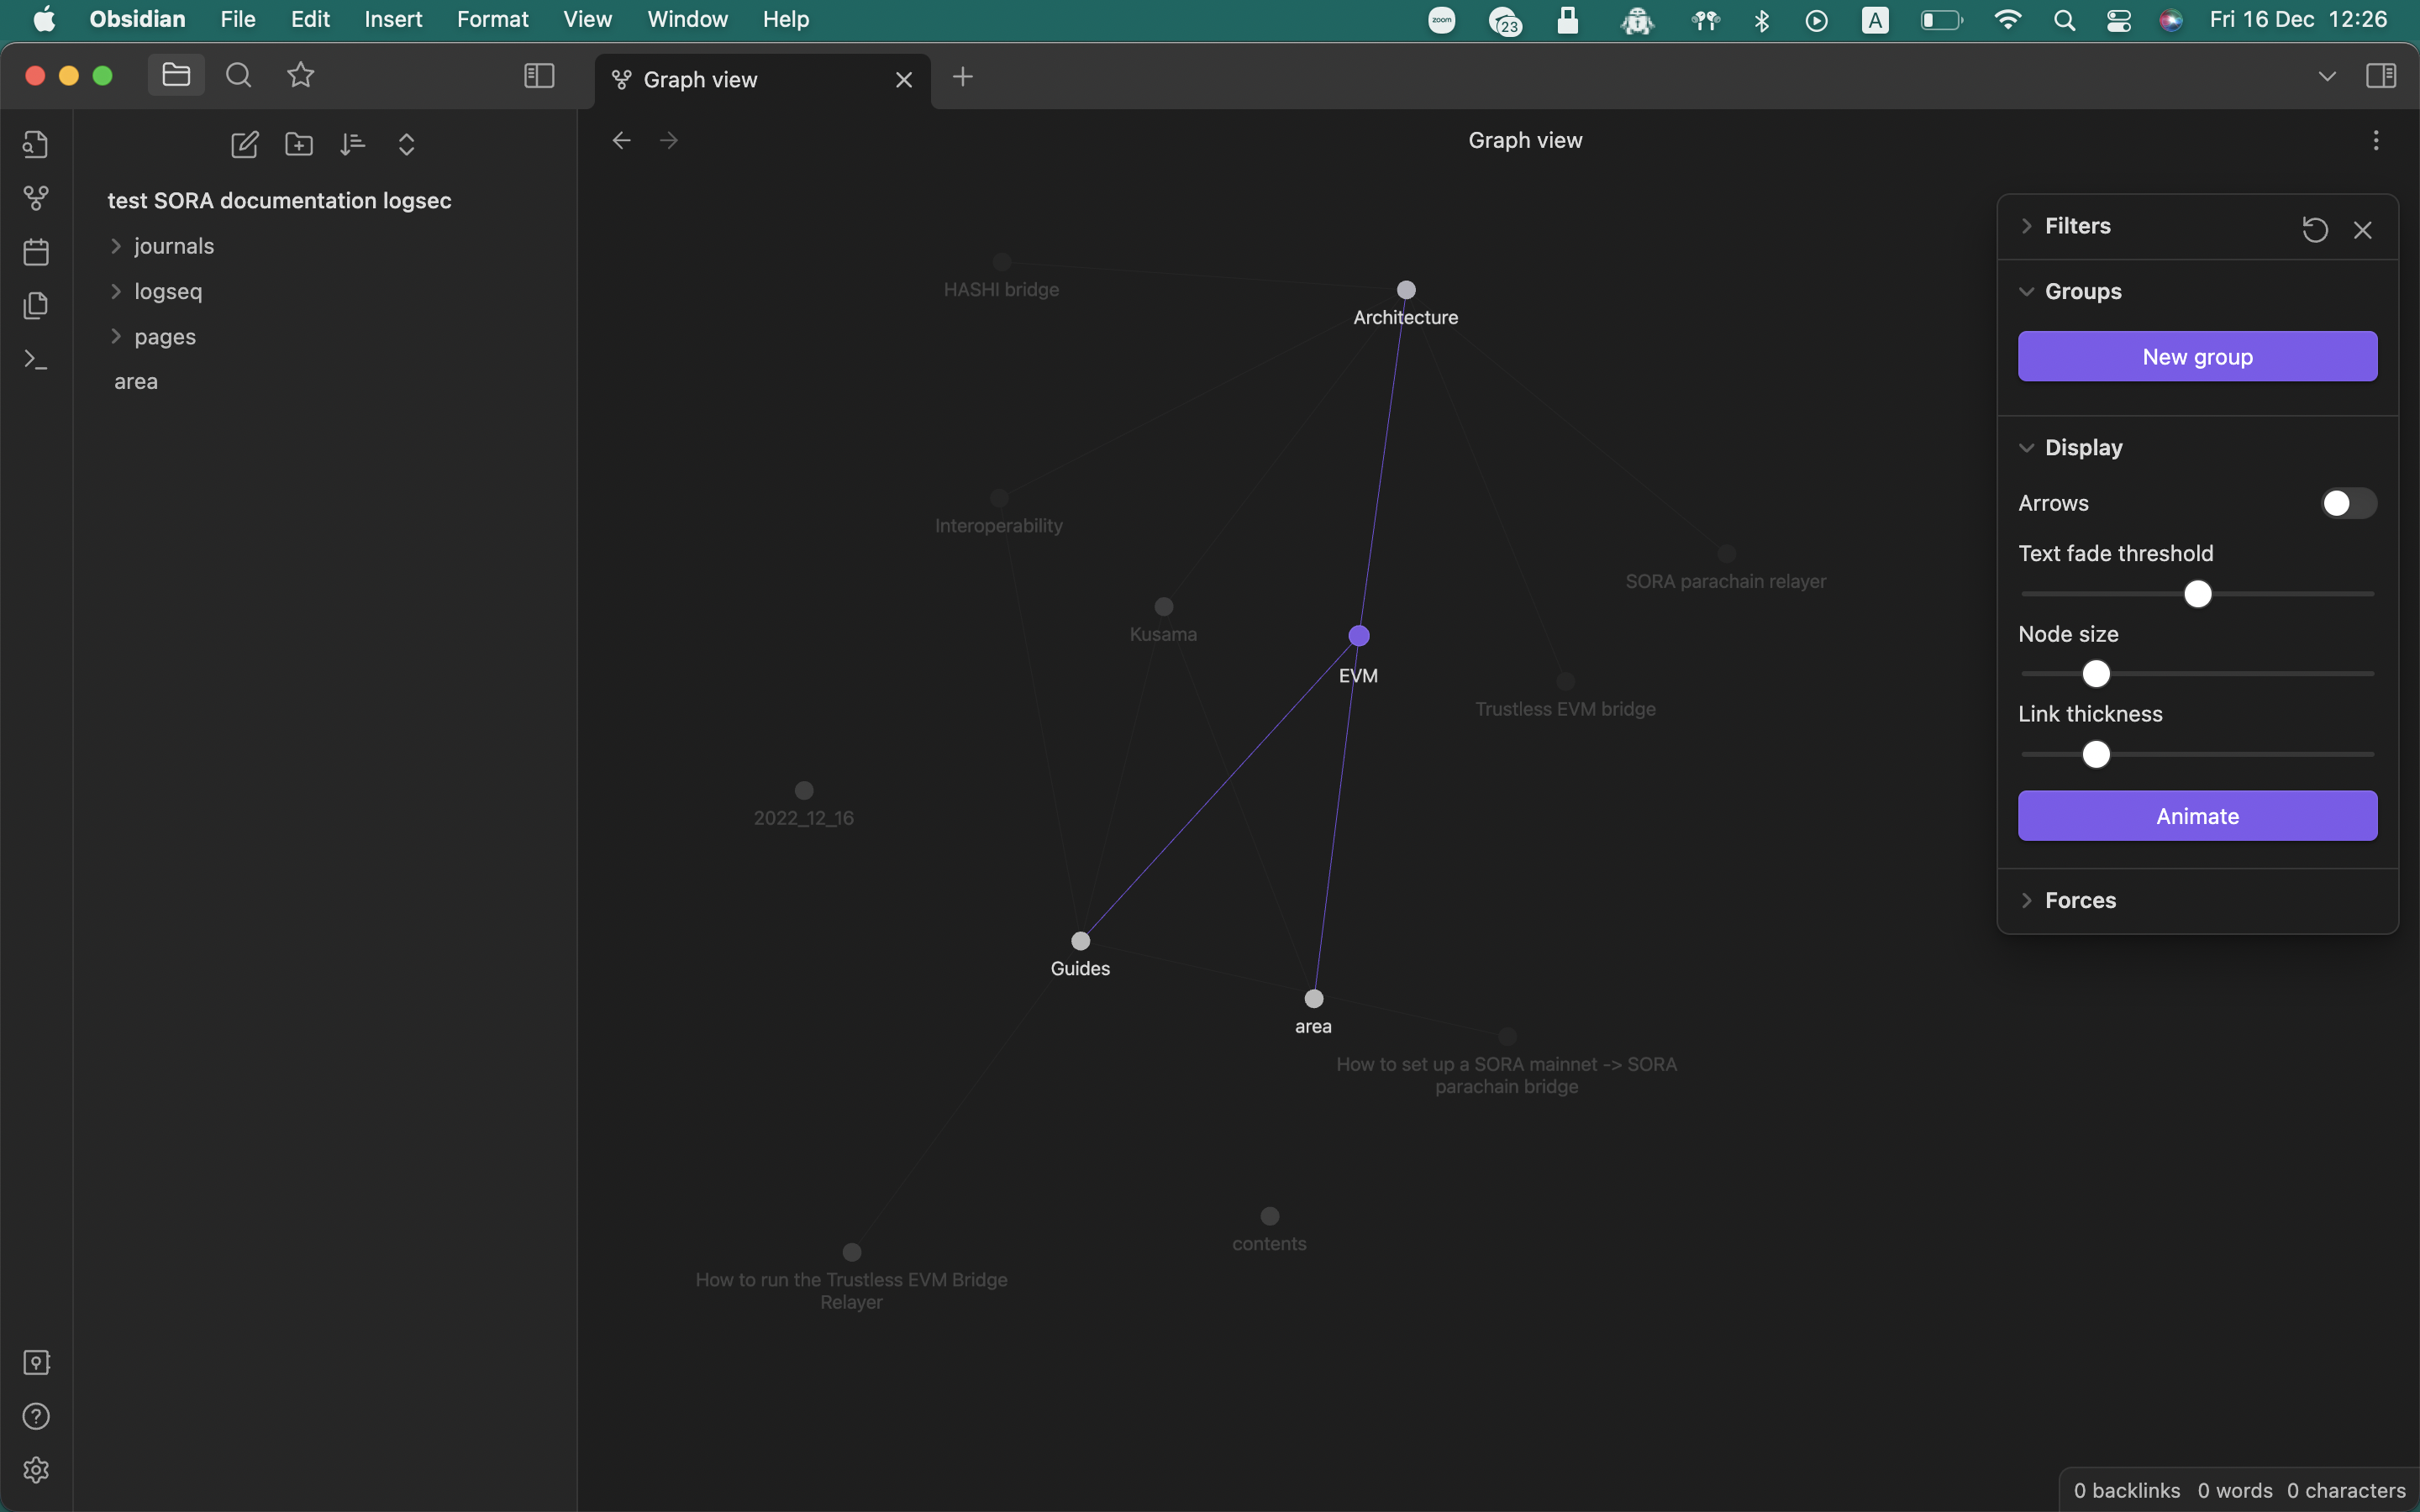 Obsidian File Edit Insert Format View Window Help
zoom 23 A Fri 16 Dec 12:26
Graph view
Graph view
test SORA documentation logsec
journals
logseq
pages
area
HASHI bridge
Architecture
Interoperability
SORA parachain relayer
Kusama
EVM
Trustless EVM bridge
2022_12_16
Guides
area
How to set up a SORA mainnet -> SORA
parachain bridge
contents
How to run the Trustless EVM Bridge
Relayer
Filters
Groups
New group
Display
Arrows
Text fade threshold
Node size
Link thickness
Animate
Forces
0 backlinks 0 words 0 characters